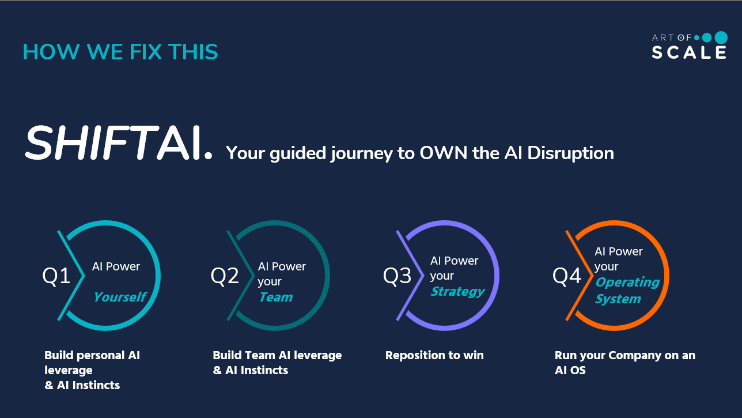 HOW WE FIX THIS
ART OF
SCALE
SHIFTAI. Your guided journey to OWN the AI Disruption
Q1
AI Power
Yourself
Build personal AI
leverage
& AI Instincts
Q2
AI Power
your
Team
Build Team AI leverage
& AI Instincts
Q3
AI Power
your
Strategy
Reposition to win
Q4
AI Power
your
Operating
System
Run your Company on an
AI OS